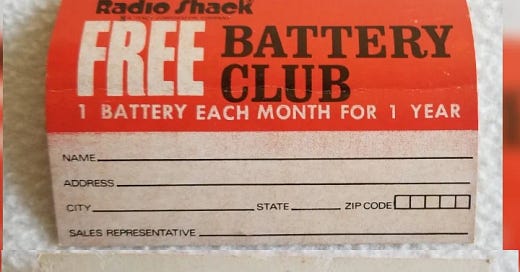 Radio Shack
FREE BATTERY CLUB
1 BATTERY EACH MONTH FOR 1 YEAR
NAME
ADDRESS
CITY STATE ZIP CODE
SALES REPRESENTATIVE